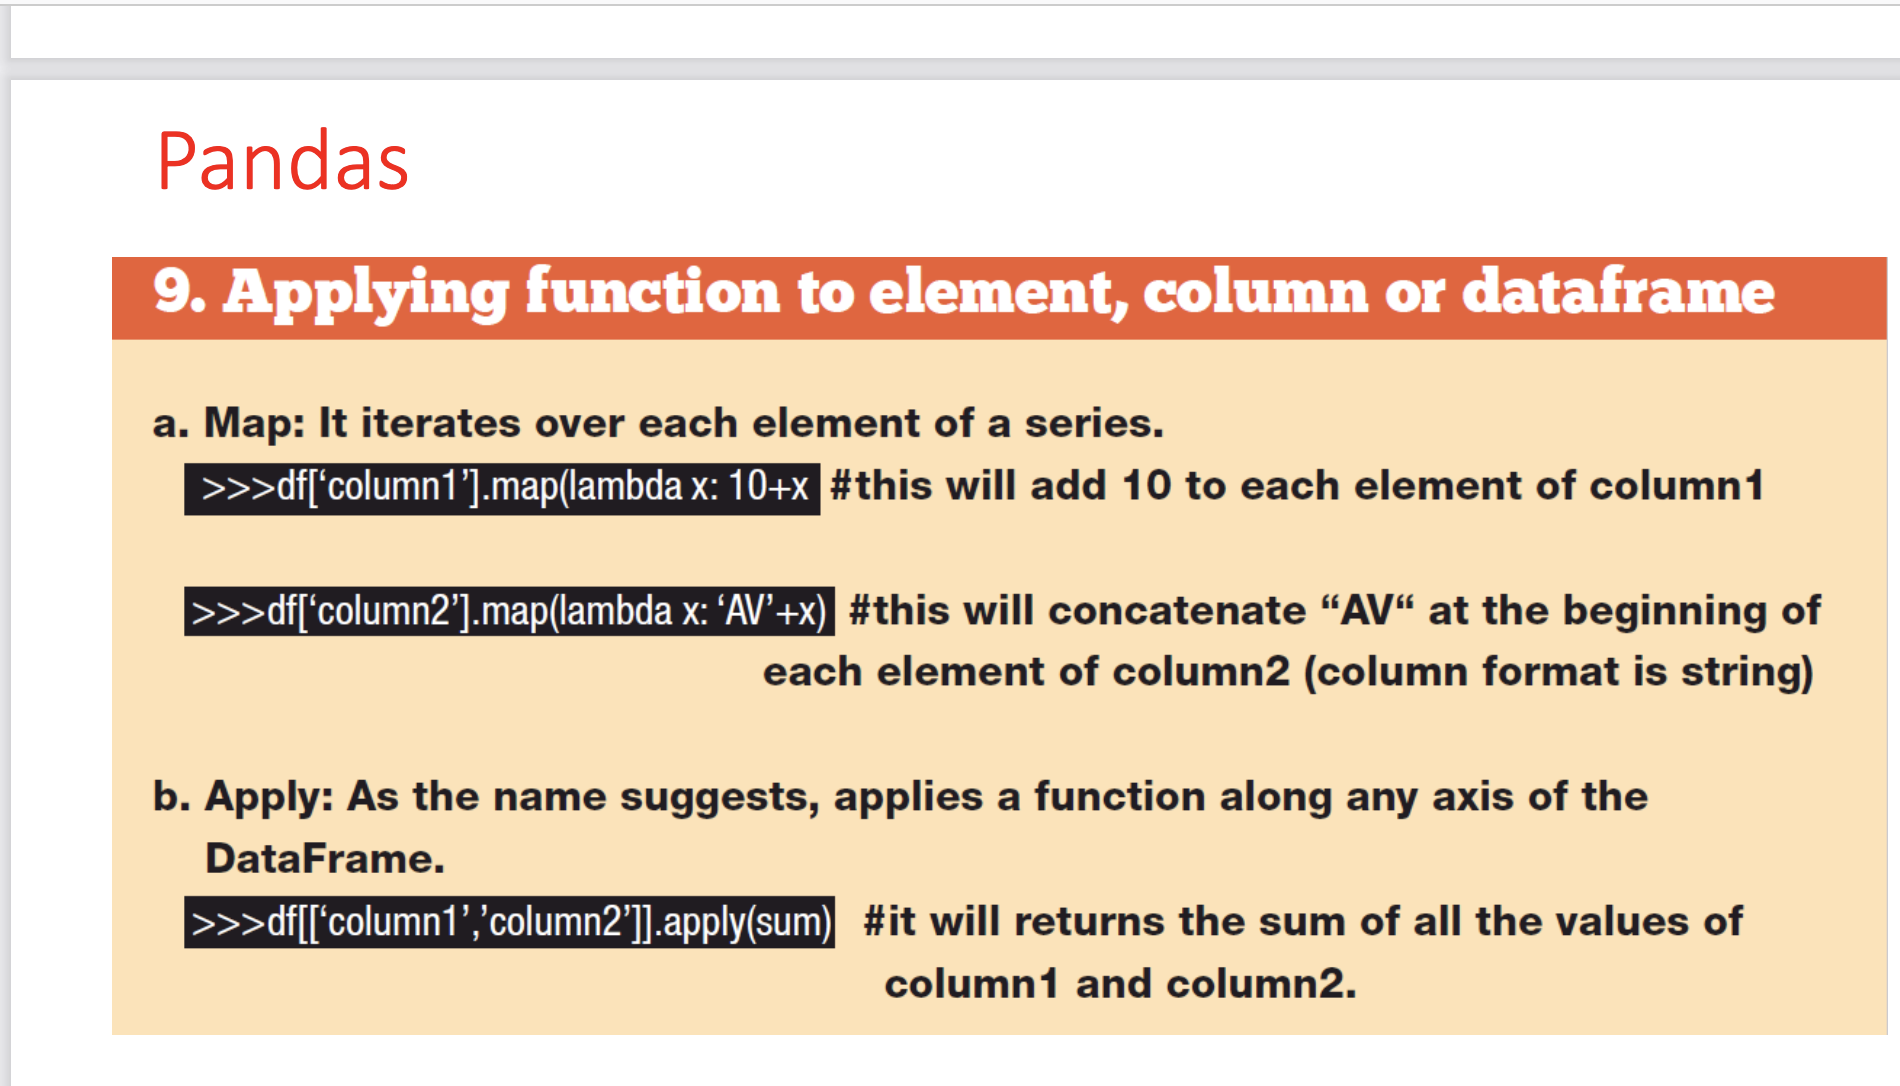 Pandas
9. Applying function to element, column or dataframe
a. Map: It iterates over each element of a series.
>>>df[‘column1’].map(lambda x: 10+x #this will add 10 to each element of column1
>>>df[‘column2’].map(lambda x: ‘AV’+x) #this will concatenate “AV“ at the beginning of
each element of column2 (column format is string)
b. Apply: As the name suggests, applies a function along any axis of the
DataFrame.
>>>df[[‘column1’,’column2’]].apply(sum) #it will returns the sum of all the values of
column1 and column2.